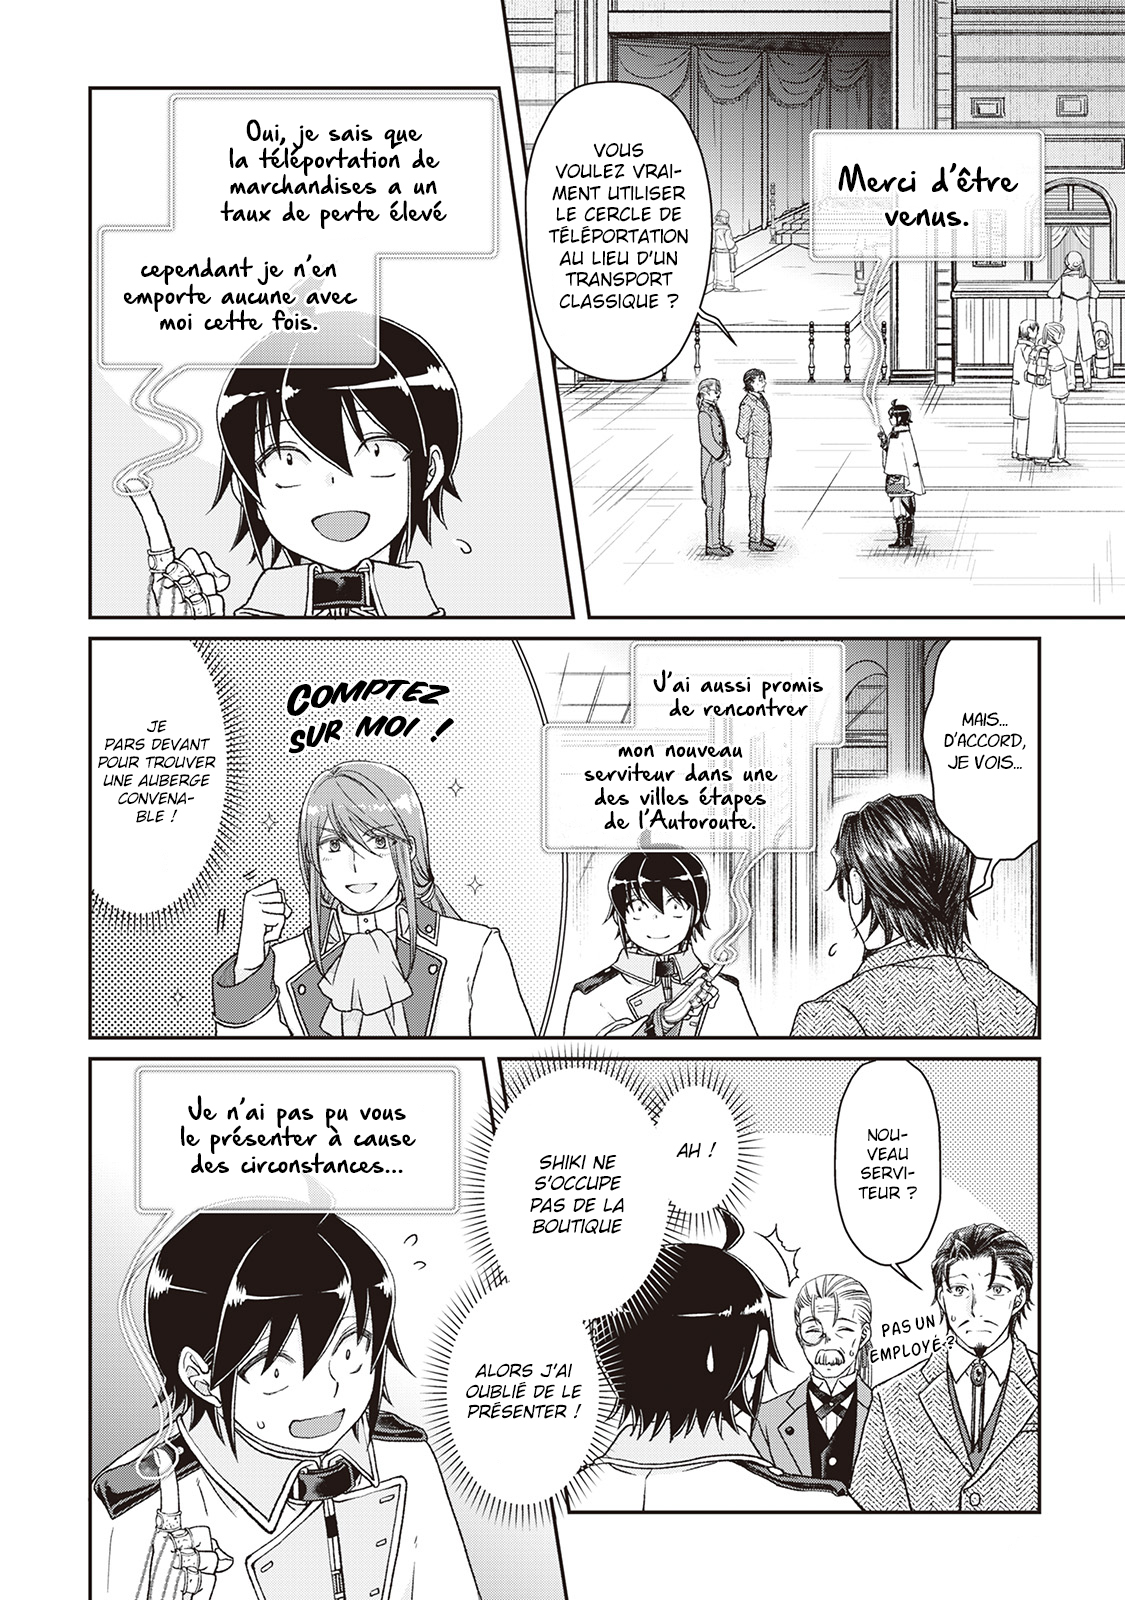 Merci d'être
venus.
VOUS
VOULEZ VRAI-
MENT UTILISER
LE CERCLE DE
TÉLÉPORTATION
AU LIEU D'UN
TRANSPORT
CLASSIQUE ?
Oui, je sais que
la téléportation de
marchandises a un
taux de perte élevé
cependant je n'en
emporte aucune avec
moi cette fois.
MAIS...
D'ACCORD,
JE VOIS...
J'ai aussi promis
de rencontrer
mon nouveau
serviteur dans une
des villes étapes
de l'Autoroute.
COMPTEZ
SUR MOI !
JE
PARS DEVANT
POUR TROUVER
UNE AUBERGE
CONVENA-
BLE !
NOU-
VEAU
SERVI-
TEUR ?
PAS UN
EMPLOYÉ ?
AH !
SHIKI NE
S'OCCUPE
PAS DE LA
BOUTIQUE
ALORS J'AI
OUBLIÉ DE LE
PRÉSENTER !
Je n'ai pas pu vous
le présenter à cause
des circonstances...